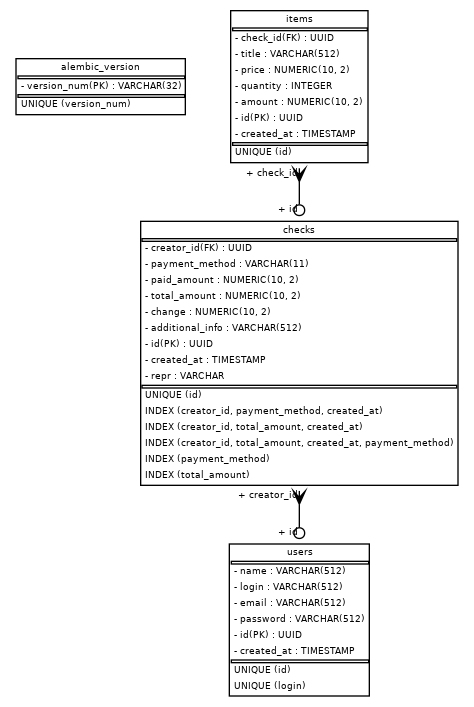 items
- check_id(FK) : UUID
- title : VARCHAR(512)
- price : NUMERIC(10, 2)
- quantity : INTEGER
- amount : NUMERIC(10, 2)
- id(PK) : UUID
- created_at : TIMESTAMP
UNIQUE (id)
alembic_version
- version_num(PK) : VARCHAR(32)
UNIQUE (version_num)
+ check_id
+ id
checks
- creator_id(FK) : UUID
- payment_method : VARCHAR(11)
- paid_amount : NUMERIC(10, 2)
- total_amount : NUMERIC(10, 2)
- change : NUMERIC(10, 2)
- additional_info : VARCHAR(512)
- id(PK) : UUID
- created_at : TIMESTAMP
- repr : VARCHAR
UNIQUE (id)
INDEX (creator_id, payment_method, created_at)
INDEX (creator_id, total_amount, created_at)
INDEX (creator_id, total_amount, created_at, payment_method)
INDEX (payment_method)
INDEX (total_amount)
+ creator_id
+ id
users
- name : VARCHAR(512)
- login : VARCHAR(512)
- email : VARCHAR(512)
- password : VARCHAR(512)
- id(PK) : UUID
- created_at : TIMESTAMP
UNIQUE (id)
UNIQUE (login)